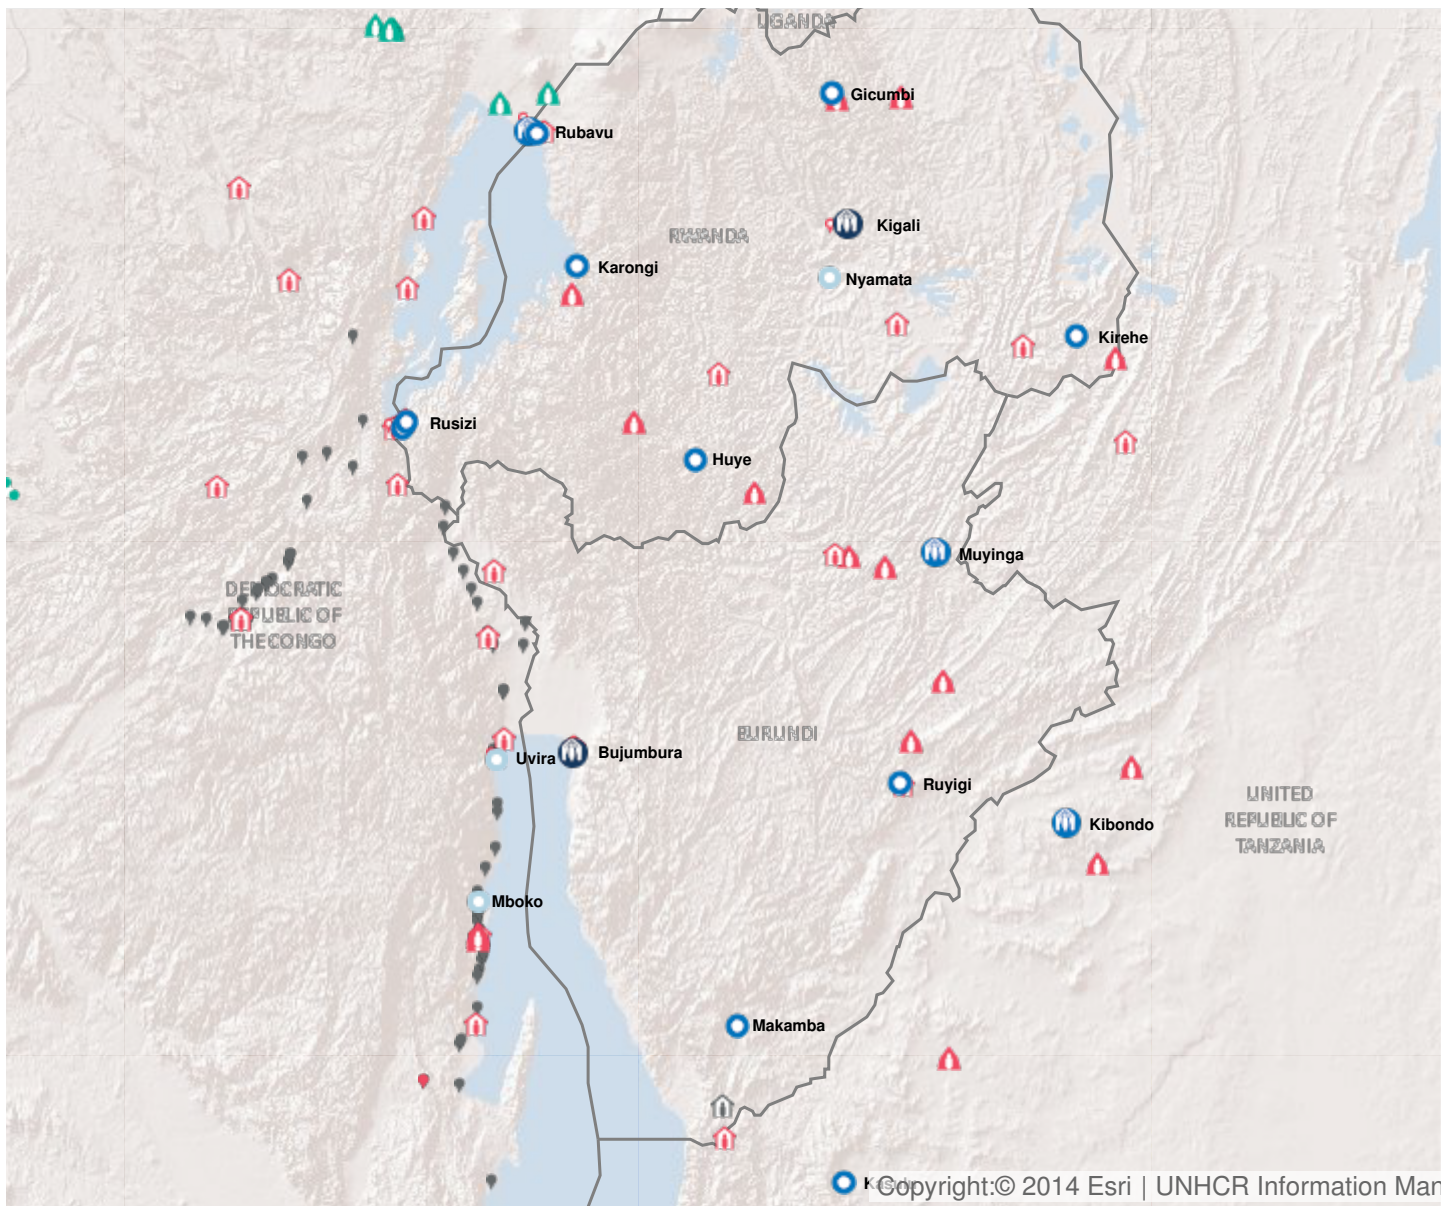 UGANDA
Gicumbi
Rubavu
Kigali
RWANDA
Karongi
Nyamata
Kirehe
Rusizi
Huye
Muyinga
DEMOCRATIC
REPUBLIC OF
THE CONGO
BURUNDI
Uvira
Bujumbura
Ruyigi
UNITED
REPUBLIC OF
TANZANIA
Kibondo
Mboko
Makamba
Kasulu
Copyright:© 2014 Esri | UNHCR Information Man